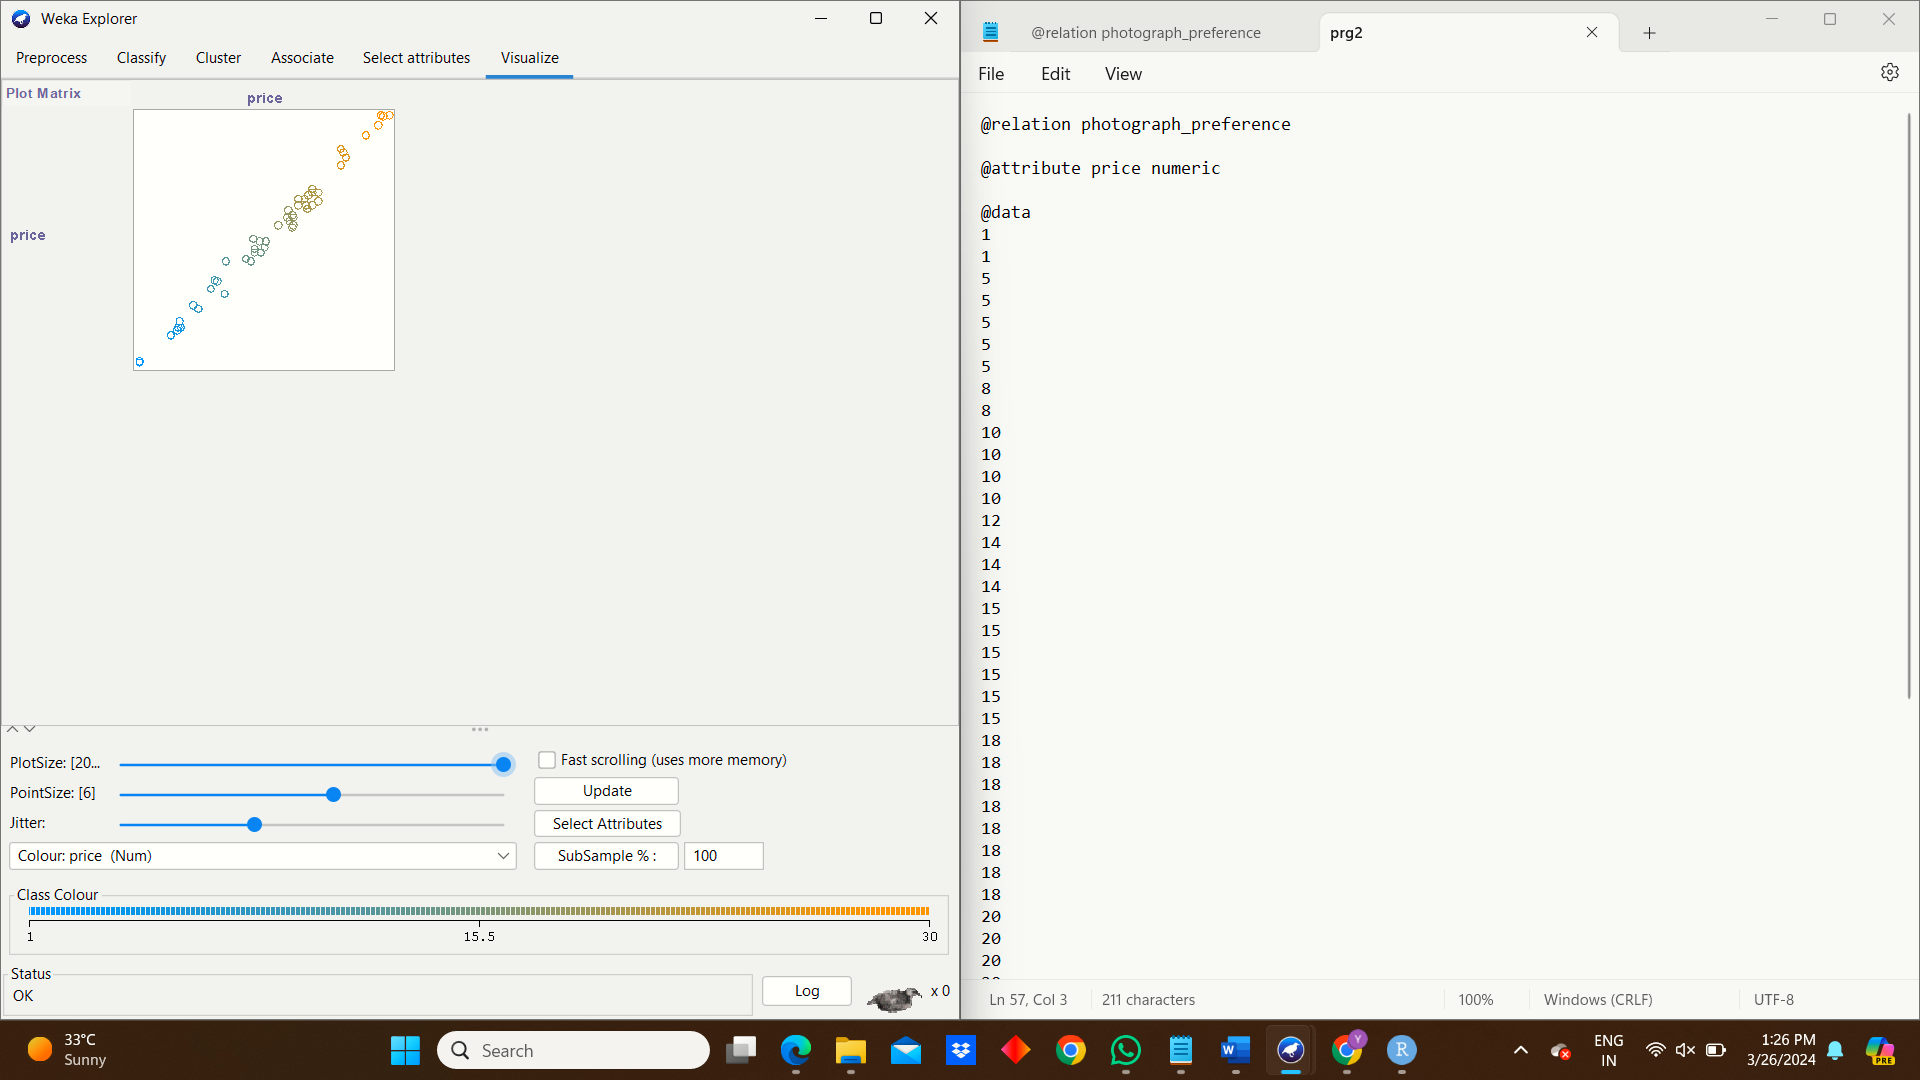 Weka Explorer
Preprocess Classify Cluster Associate Select attributes Visualize
Plot Matrix
price
price
PlotSize: [20...
PointSize: [6]
Jitter:
Fast scrolling (uses more memory)
Update
Select Attributes
Colour: price (Num)
SubSample % :
100
Class Colour
1 15.5 30
Status
OK
Log
x 0
@relation photograph_preference
prg2
File Edit View
@relation photograph_preference
@attribute price numeric
@data
1
1
5
5
5
5
5
8
8
10
10
10
10
12
14
14
14
15
15
15
15
15
15
18
18
18
18
18
18
18
18
20
20
20
Ln 57, Col 3
211 characters
100%
Windows (CRLF)
UTF-8
33°C
Sunny
Search
W
Y
R
ENG
IN
1:26 PM
3/26/2024
PRE